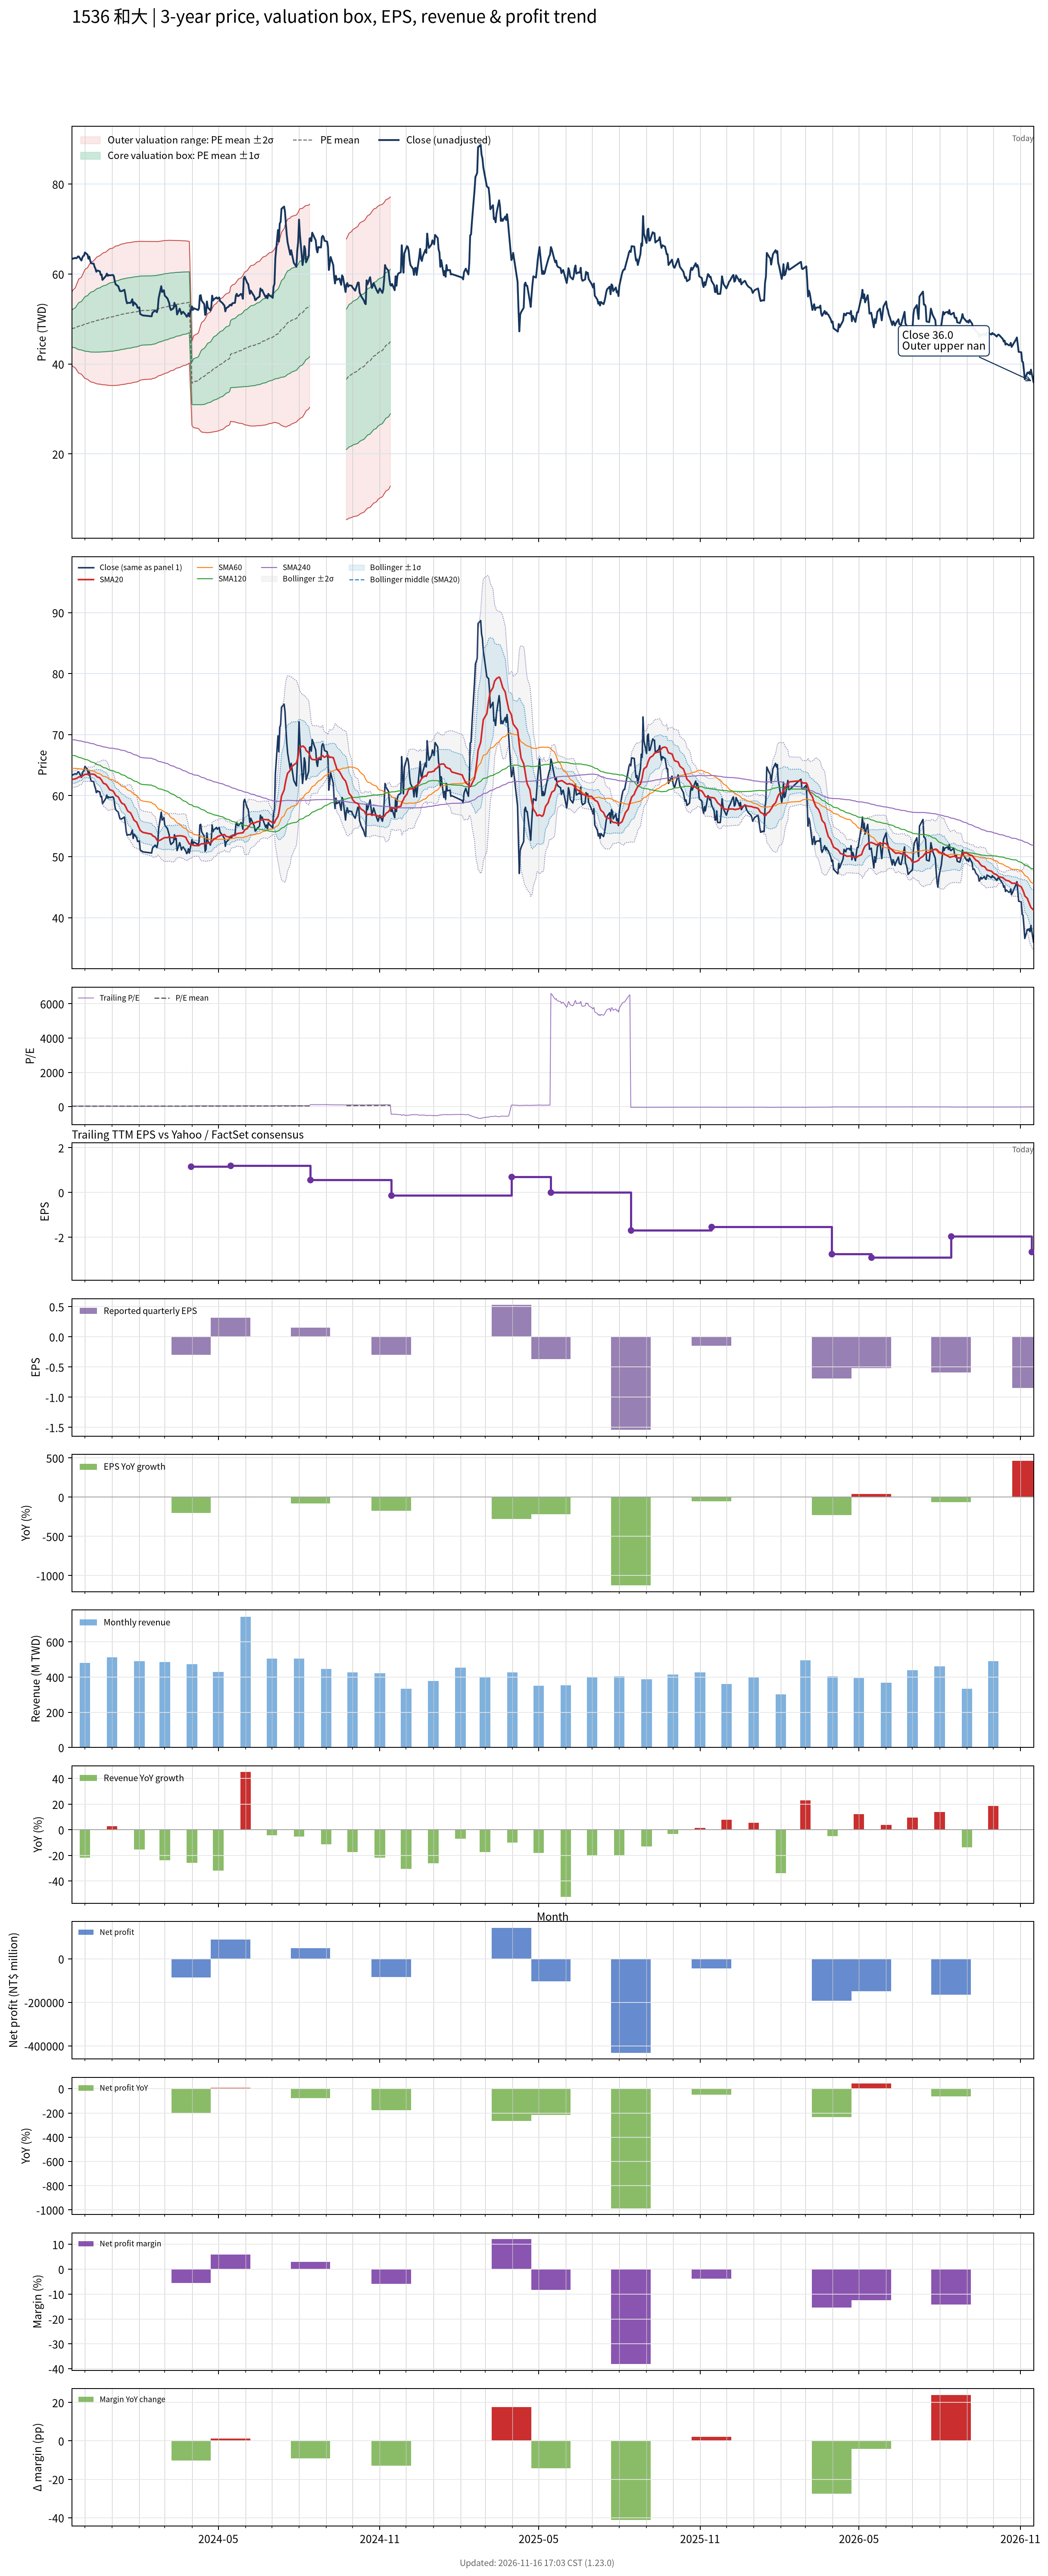 1536 和大 | 3-year price, valuation box, EPS, revenue & profit trend
Outer valuation range: PE mean ±2σ
Core valuation box: PE mean ±1σ
PE mean
Close (unadjusted)
Today
Price (TWD)
80
60
40
20
Close 36.0
Outer upper nan
Close (same as panel 1)
SMA20
SMA60
SMA120
SMA240
Bollinger ±2σ
Bollinger ±1σ
Bollinger middle (SMA20)
Price
90
80
70
60
50
40
Trailing P/E
P/E mean
P/E
6000
4000
2000
0
Trailing TTM EPS vs Yahoo / FactSet consensus
Today
EPS
2
0
-2
Reported quarterly EPS
EPS
0.5
0.0
-0.5
-1.0
-1.5
EPS YoY growth
YoY (%)
500
0
-500
-1000
Monthly revenue
Revenue (M TWD)
600
400
200
0
Revenue YoY growth
YoY (%)
40
20
0
-20
-40
Month
Net profit
Net profit (NT$ million)
0
-200000
-400000
Net profit YoY
YoY (%)
0
-200
-400
-600
-800
-1000
Net profit margin
Margin (%)
10
0
-10
-20
-30
-40
Margin YoY change
Δ margin (pp)
20
0
-20
-40
2024-05
2024-11
2025-05
2025-11
2026-05
2026-11
Updated: 2026-11-16 17:03 CST (1.23.0)